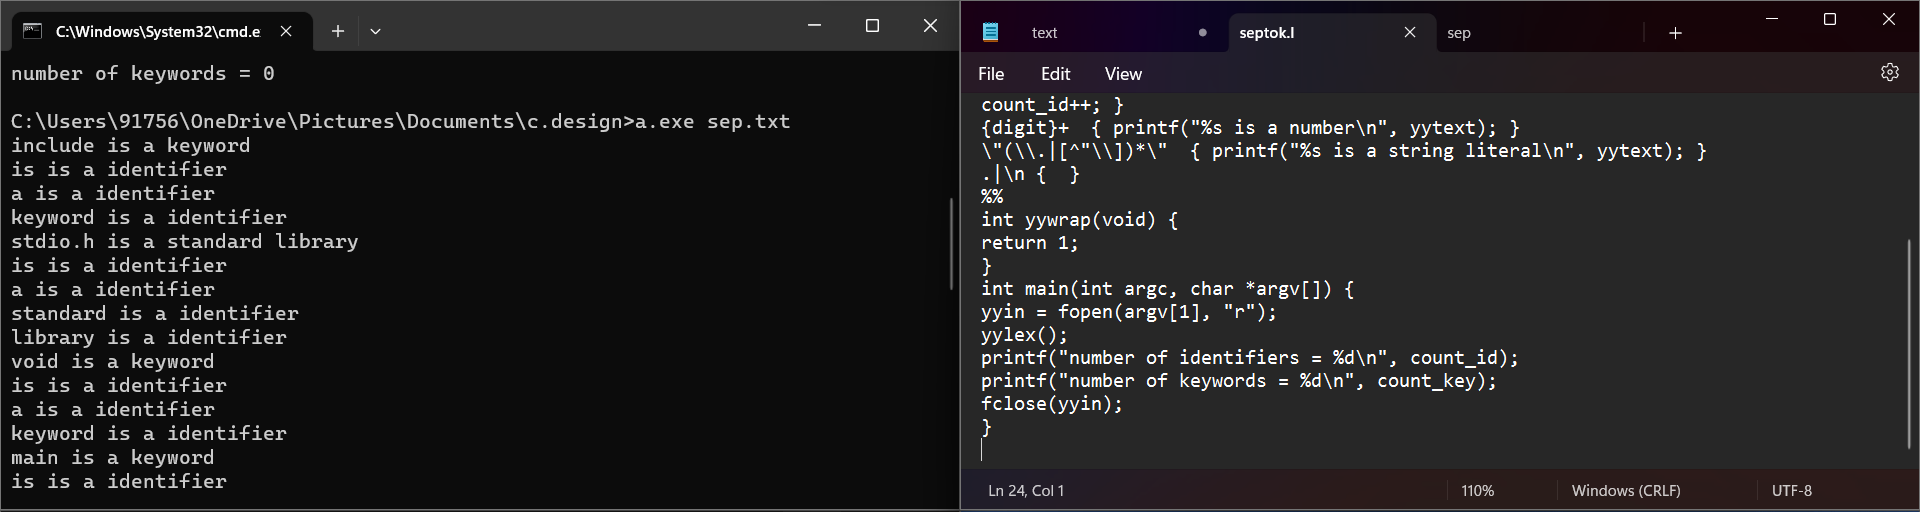 C:\Windows\System32\cmd.e
number of keywords = 0
C:\Users\91756\OneDrive\Pictures\Documents\c.design>a.exe sep.txt
include is a keyword
is is a identifier
a is a identifier
keyword is a identifier
stdio.h is a standard library
is is a identifier
a is a identifier
standard is a identifier
library is a identifier
void is a keyword
is is a identifier
a is a identifier
keyword is a identifier
main is a keyword
is is a identifier
text
septok.l
sep
File Edit View
count_id++; }
{digit}+  { printf("%s is a number\n", yytext); }
\"(\\.|[^"\\])*\"  { printf("%s is a string literal\n", yytext); }
.|\n {  }
%%
int yywrap(void) {
return 1;
}
int main(int argc, char *argv[]) {
yyin = fopen(argv[1], "r");
yylex();
printf("number of identifiers = %d\n", count_id);
printf("number of keywords = %d\n", count_key);
fclose(yyin);
}
Ln 24, Col 1
110%
Windows (CRLF)
UTF-8